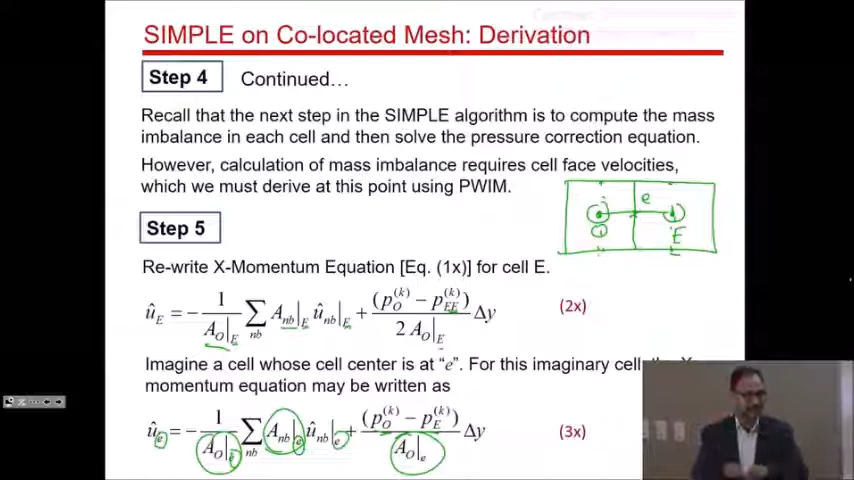 SIMPLE on Co-located Mesh: Derivation
Step 4 Continued…
Recall that the next step in the SIMPLE algorithm is to compute the mass
imbalance in each cell and then solve the pressure correction equation.
However, calculation of mass imbalance requires cell face velocities,
which we must derive at this point using PWIM.
e
O
E
Step 5
Re-write X-Momentum Equation [Eq. (1x)] for cell E.
û_E = − 1/(A_O|_E) ∑_nb A_nb|_E û_nb|_E + (p_O^(k) − p_EE^(k))/(2 A_O|_E) Δy (2x)
Imagine a cell whose cell center is at “e”. For this imaginary cell,
momentum equation may be written as
û_e = − 1/(A_O|_e) ∑_nb A_nb|_e û_nb|_e + (p_O^(k) − p_E^(k))/(A_O|_e) Δy (3x)